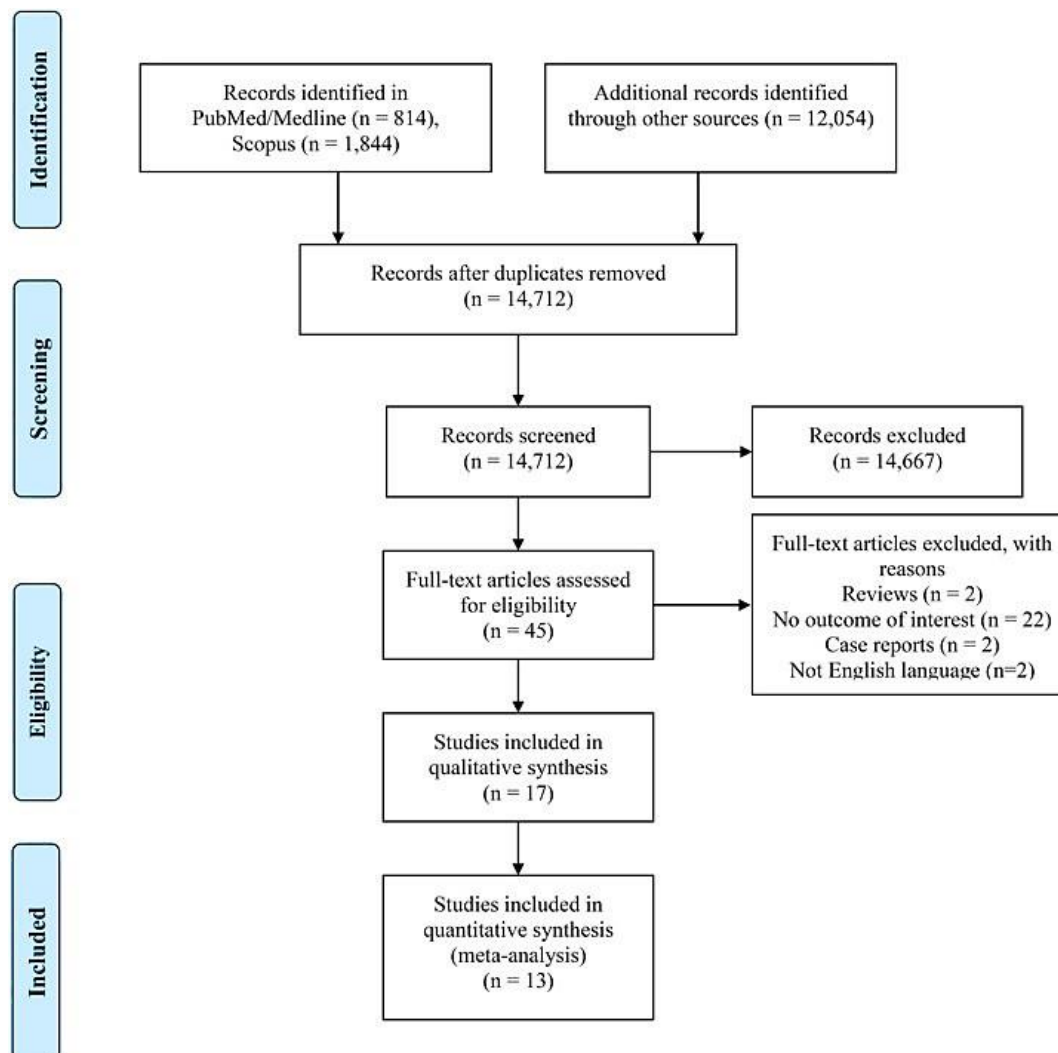 Identification
Records identified in
PubMed/Medline (n = 814),
Scopus (n = 1,844)
Additional records identified
through other sources (n = 12,054)
Records after duplicates removed
(n = 14,712)
Screening
Records screened
(n = 14,712)
Records excluded
(n = 14,667)
Eligibility
Full-text articles assessed
for eligibility
(n = 45)
Full-text articles excluded, with
reasons
Reviews (n = 2)
No outcome of interest (n = 22)
Case reports (n = 2)
Not English language (n=2)
Studies included in
qualitative synthesis
(n = 17)
Included
Studies included in
quantitative synthesis
(meta-analysis)
(n = 13)